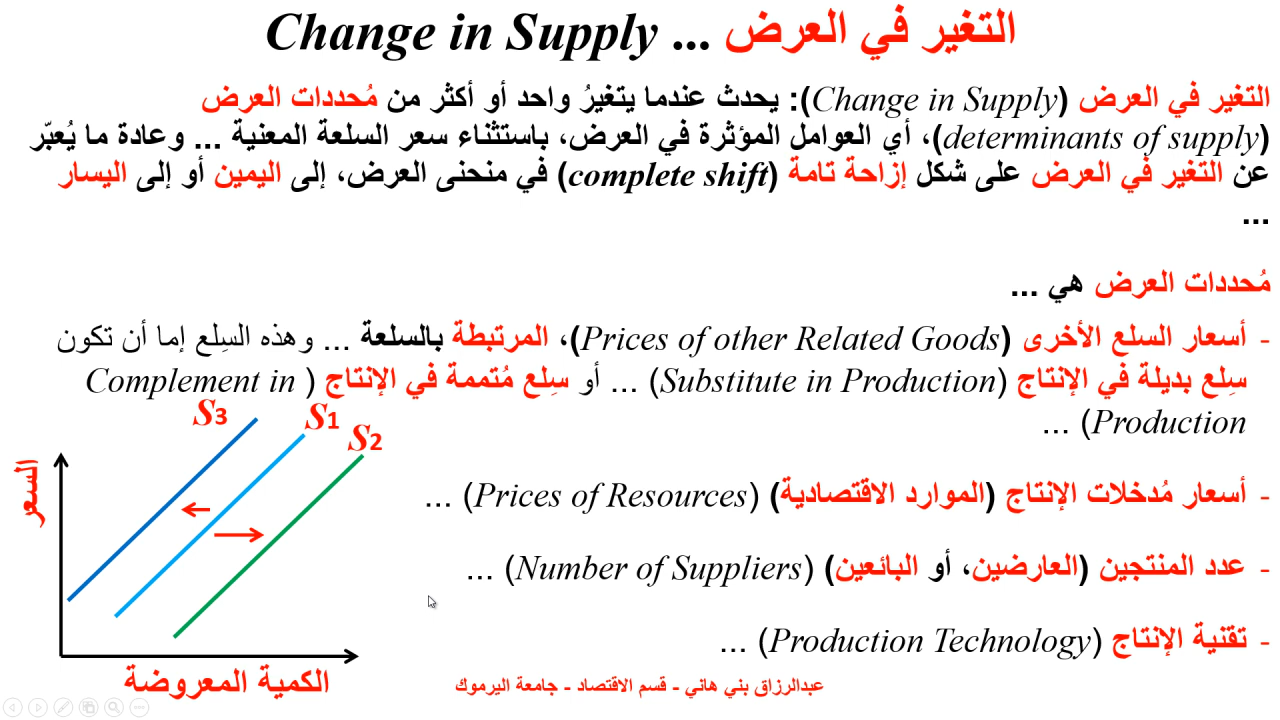 التغير في العرض ... Change in Supply
التغير في العرض (Change in Supply): يحدث عندما يتغيرُ واحد أو أكثر من مُحددات العرض
(determinants of supply)، أي العوامل المؤثرة في العرض، باستثناء سعر السلعة المعنية ... وعادة ما يُعبّر
عن التغير في العرض على شكل إزاحة تامة (complete shift) في منحنى العرض، إلى اليمين أو إلى اليسار
...
مُحددات العرض هي ...
- أسعار السلع الأخرى (Prices of other Related Goods)، المرتبطة بالسلعة ... وهذه السِلع إما أن تكون
سِلع بديلة في الإنتاج (Substitute in Production) ... أو سِلع مُتممة في الإنتاج (Complement in
Production) ...
- أسعار مُدخلات الإنتاج (الموارد الاقتصادية) (Prices of Resources) ...
- عدد المنتجين (العارضين، أو البائعين) (Number of Suppliers) ...
- تقنية الإنتاج (Production Technology) ...
S3
S1
S2
السعر
الكمية المعروضة
عبدالرزاق بني هاني - قسم الاقتصاد - جامعة اليرموك